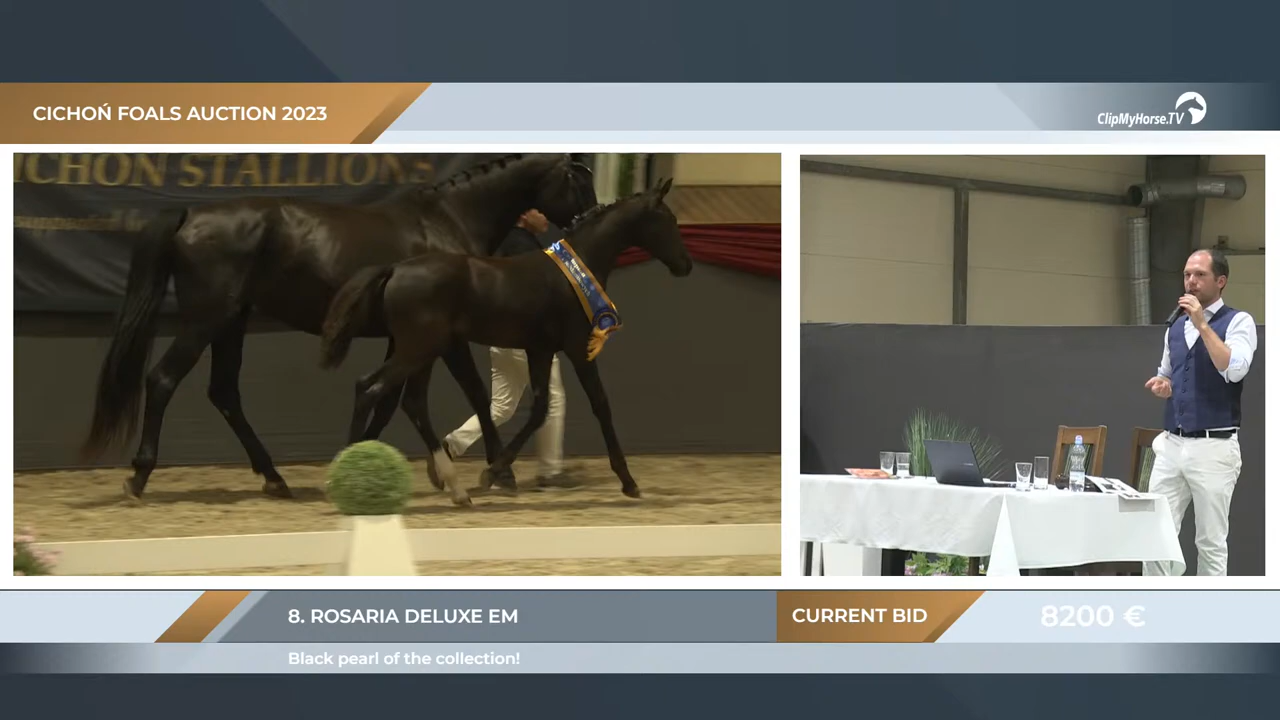 CICHOŃ FOALS AUCTION 2023
ClipMyHorse.TV
ICHON STALLIONS
8. ROSARIA DELUXE EM
CURRENT BID
8200 €
Black pearl of the collection!